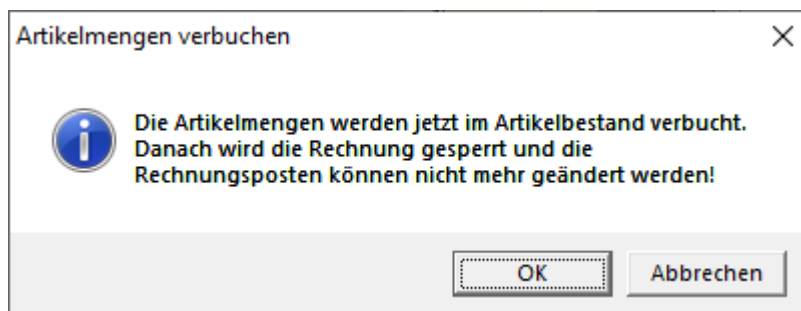 Artikelmengen verbuchen
Die Artikelmengen werden jetzt im Artikelbestand verbucht.
Danach wird die Rechnung gesperrt und die
Rechnungsposten können nicht mehr geändert werden!
OK
Abbrechen